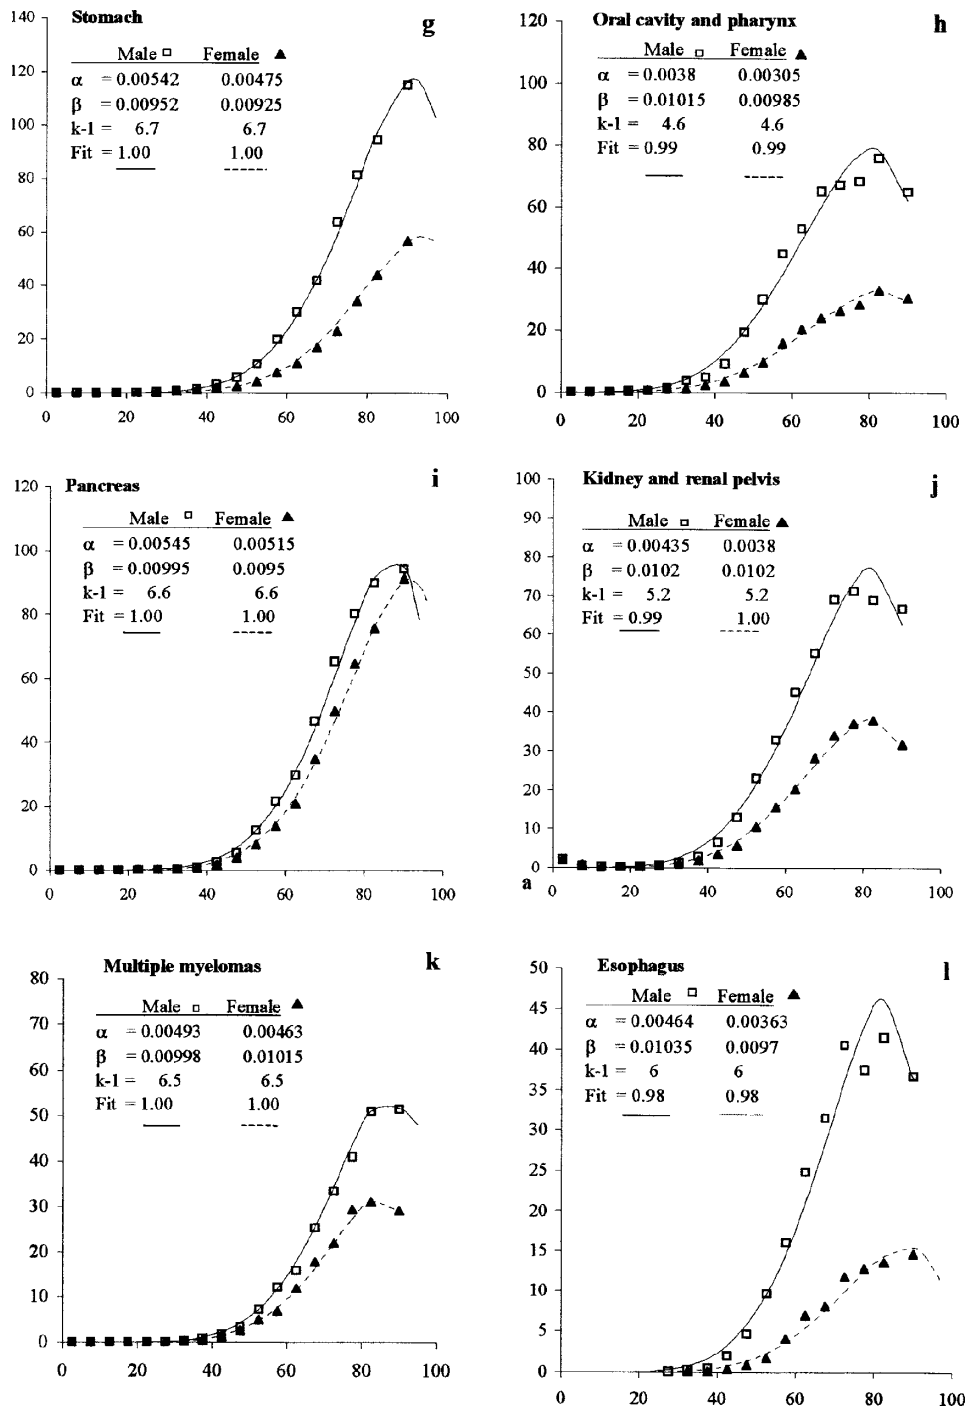 Stomach
g
Male Female
α = 0.00542 0.00475
β = 0.00952 0.00925
k-1 = 6.7 6.7
Fit = 1.00 1.00
140
120
100
80
60
40
20
0
0 20 40 60 80 100
Oral cavity and pharynx
h
Male Female
α = 0.0038 0.00305
β = 0.01015 0.00985
k-1 = 4.6 4.6
Fit = 0.99 0.99
120
100
80
60
40
20
0
0 20 40 60 80 100
Pancreas
i
Male Female
α = 0.00545 0.00515
β = 0.00995 0.0095
k-1 = 6.6 6.6
Fit = 1.00 1.00
120
100
80
60
40
20
0
0 20 40 60 80 100
Kidney and renal pelvis
j
Male Female
α = 0.00435 0.0038
β = 0.0102 0.0102
k-1 = 5.2 5.2
Fit = 0.99 1.00
100
90
80
70
60
50
40
30
20
10
0
a
0 20 40 60 80 100
Multiple myelomas
k
Male Female
α = 0.00493 0.00463
β = 0.00998 0.01015
k-1 = 6.5 6.5
Fit = 1.00 1.00
80
70
60
50
40
30
20
10
0
0 20 40 60 80 100
Esophagus
l
Male Female
α = 0.00464 0.00363
β = 0.01035 0.0097
k-1 = 6 6
Fit = 0.98 0.98
50
45
40
35
30
25
20
15
10
5
0
0 20 40 60 80 100